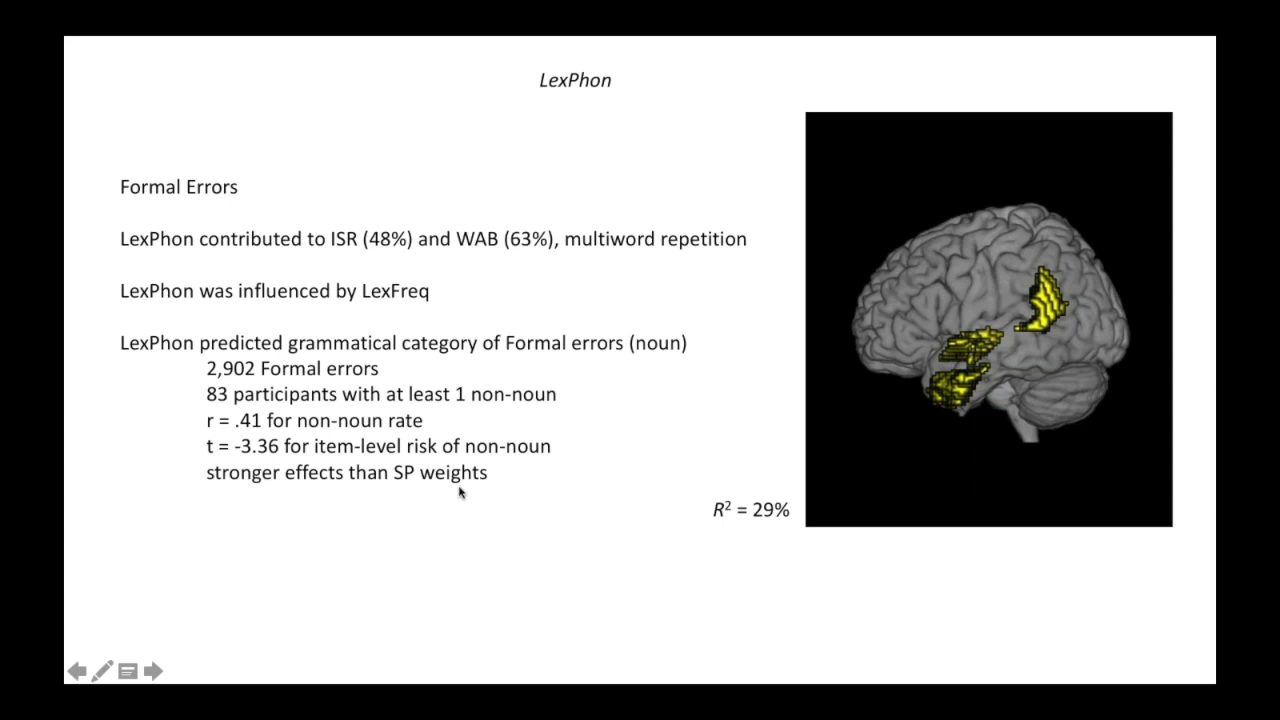 LexPhon
Formal Errors
LexPhon contributed to ISR (48%) and WAB (63%), multiword repetition
LexPhon was influenced by LexFreq
LexPhon predicted grammatical category of Formal errors (noun)
2,902 Formal errors
83 participants with at least 1 non-noun
r = .41 for non-noun rate
t = -3.36 for item-level risk of non-noun
stronger effects than SP weights
R² = 29%